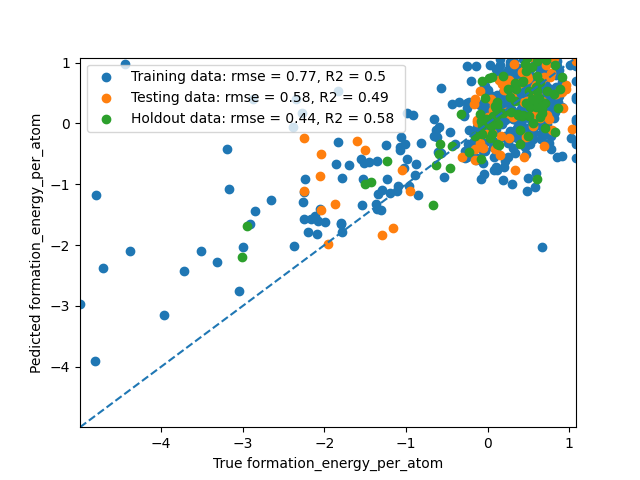 Training data: rmse = 0.77, R2 = 0.5
Testing data: rmse = 0.58, R2 = 0.49
Holdout data: rmse = 0.44, R2 = 0.58
1
0
−1
−2
−3
−4
Pedicted formation_energy_per_atom
−4 −3 −2 −1 0 1
True formation_energy_per_atom